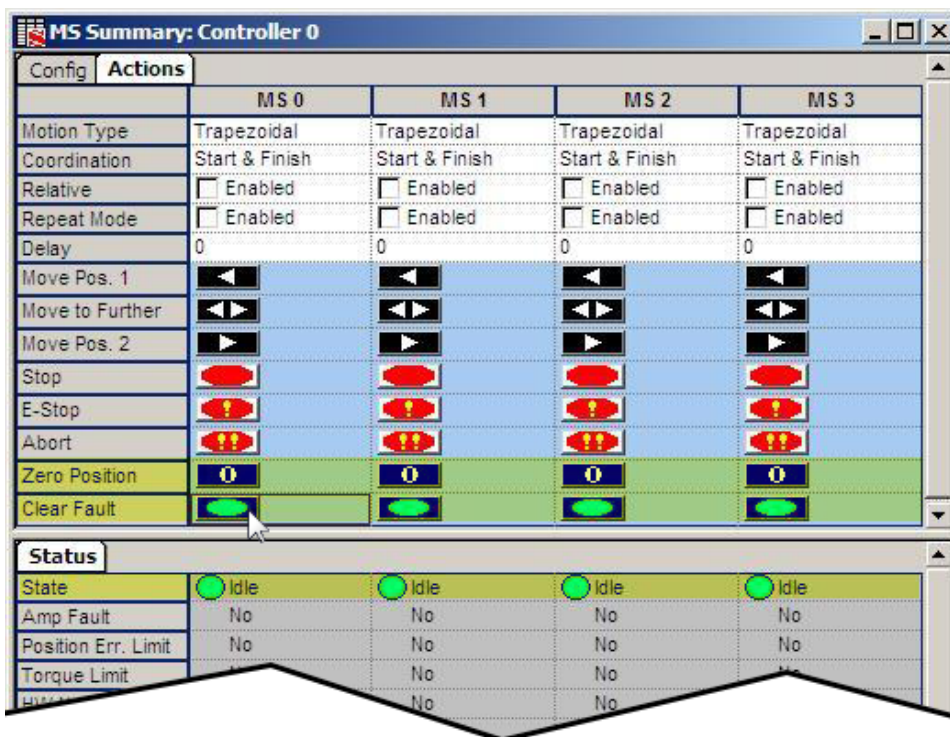 MS Summary: Controller 0
Config Actions
MS 0 MS 1 MS 2 MS 3
Motion Type Trapezoidal Trapezoidal Trapezoidal Trapezoidal
Coordination Start & Finish Start & Finish Start & Finish Start & Finish
Relative Enabled Enabled Enabled Enabled
Repeat Mode Enabled Enabled Enabled Enabled
Delay 0 0 0 0
Move Pos. 1
Move to Further
Move Pos. 2
Stop
E-Stop ! ! ! !
Abort !! !! !! !!
Zero Position 0 0 0 0
Clear Fault
Status
State Idle Idle Idle Idle
Amp Fault No No No No
Position Err. Limit No No No No
Torque Limit No No
No No